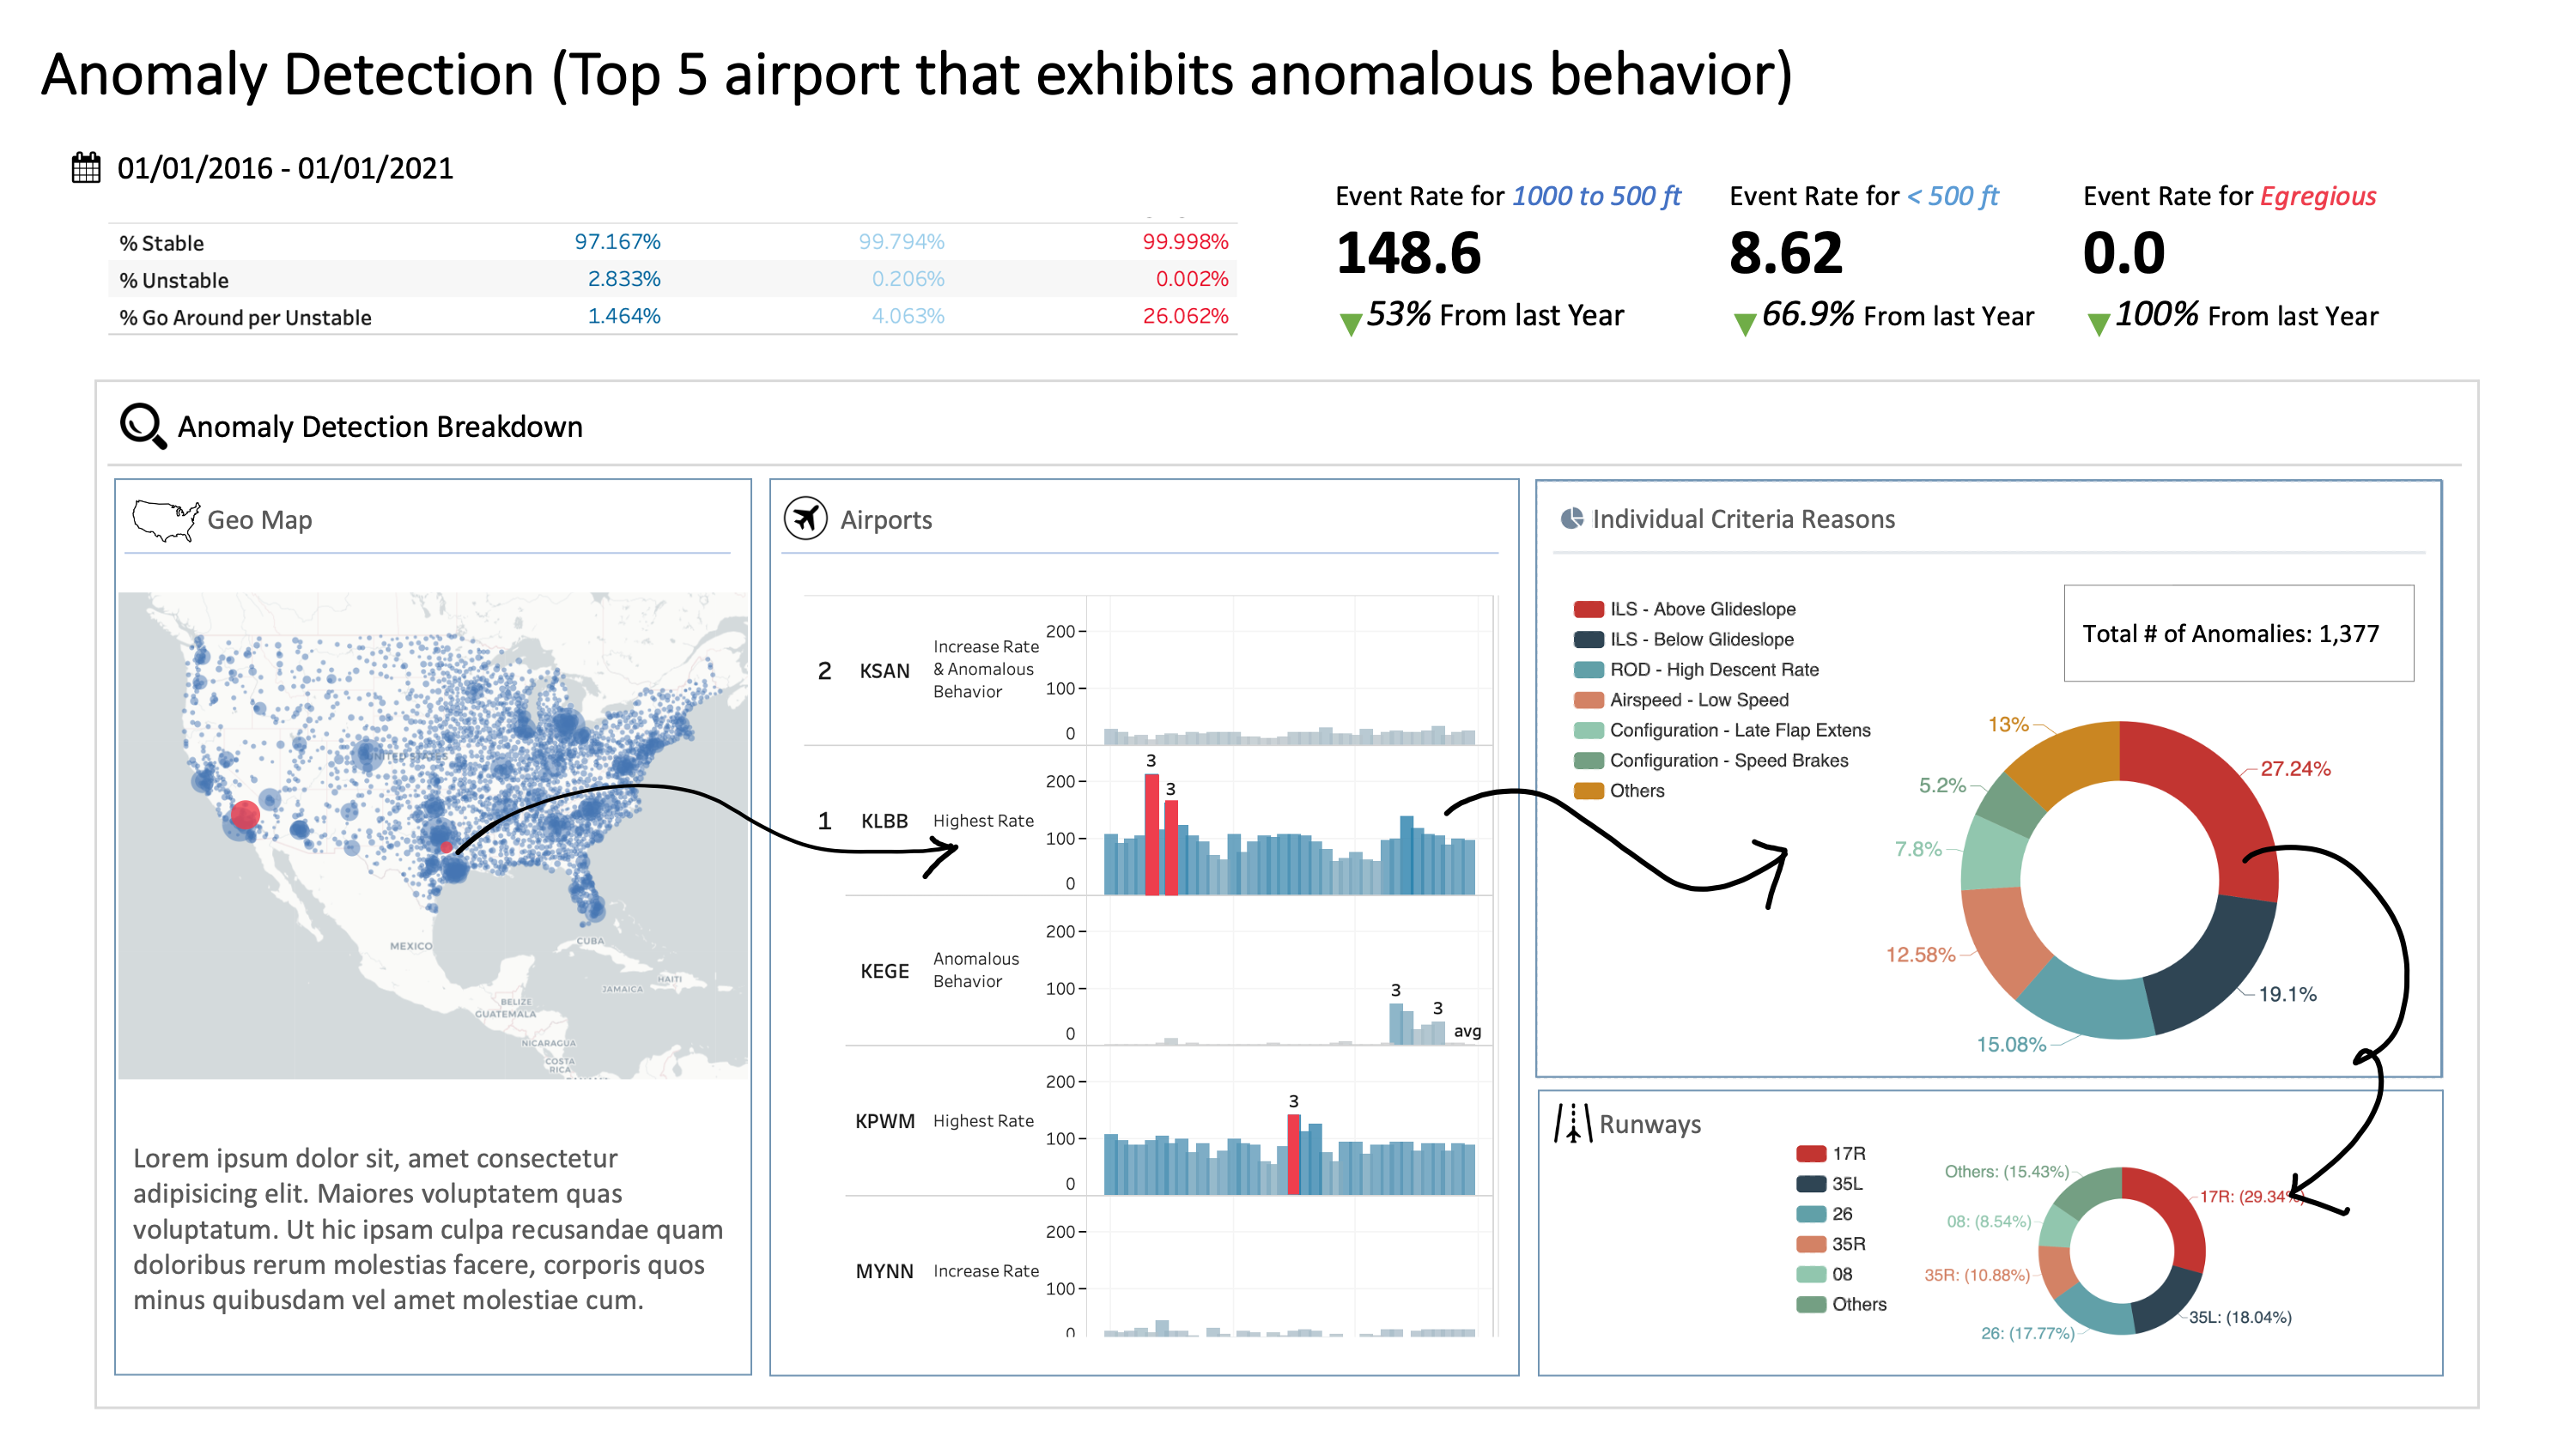 Anomaly Detection (Top 5 airport that exhibits anomalous behavior)
01/01/2016 - 01/01/2021
% Stable 97.167% 99.794% 99.998%
% Unstable 2.833% 0.206% 0.002%
% Go Around per Unstable 1.464% 4.063% 26.062%
Event Rate for 1000 to 500 ft
148.6
53% From last Year
Event Rate for < 500 ft
8.62
66.9% From last Year
Event Rate for Egregious
0.0
100% From last Year
Anomaly Detection Breakdown
Geo Map
UNITED STATES
MEXICO
CUBA
HAITI
JAMAICA
BELIZE
GUATEMALA
NICARAGUA
COSTA
RICA
Lorem ipsum dolor sit, amet consectetur
adipisicing elit. Maiores voluptatem quas
voluptatum. Ut hic ipsam culpa recusandae quam
doloribus rerum molestias facere, corporis quos
minus quibusdam vel amet molestiae cum.
Airports
2 KSAN
Increase Rate
& Anomalous
Behavior
200
100
0
1 KLBB
Highest Rate
200
100
0
3
3
KEGE
Anomalous
Behavior
200
100
0
3
3
avg
KPWM
Highest Rate
200
100
0
3
MYNN
Increase Rate
200
100
0
Individual Criteria Reasons
ILS - Above Glideslope
ILS - Below Glideslope
ROD - High Descent Rate
Airspeed - Low Speed
Configuration - Late Flap Extens
Configuration - Speed Brakes
Others
Total # of Anomalies: 1,377
13%
27.24%
5.2%
7.8%
12.58%
19.1%
15.08%
Runways
17R
35L
26
35R
08
Others
Others: (15.43%)
17R: (29.34%)
08: (8.54%)
35R: (10.88%)
35L: (18.04%)
26: (17.77%)